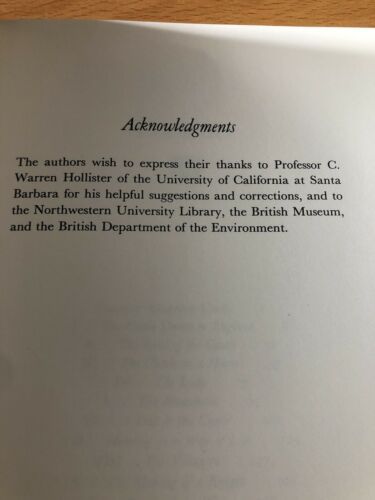 Acknowledgments
The authors wish to express their thanks to Professor C.
Warren Hollister of the University of California at Santa
Barbara for his helpful suggestions and corrections, and to
the Northwestern University Library, the British Museum,
and the British Department of the Environment.